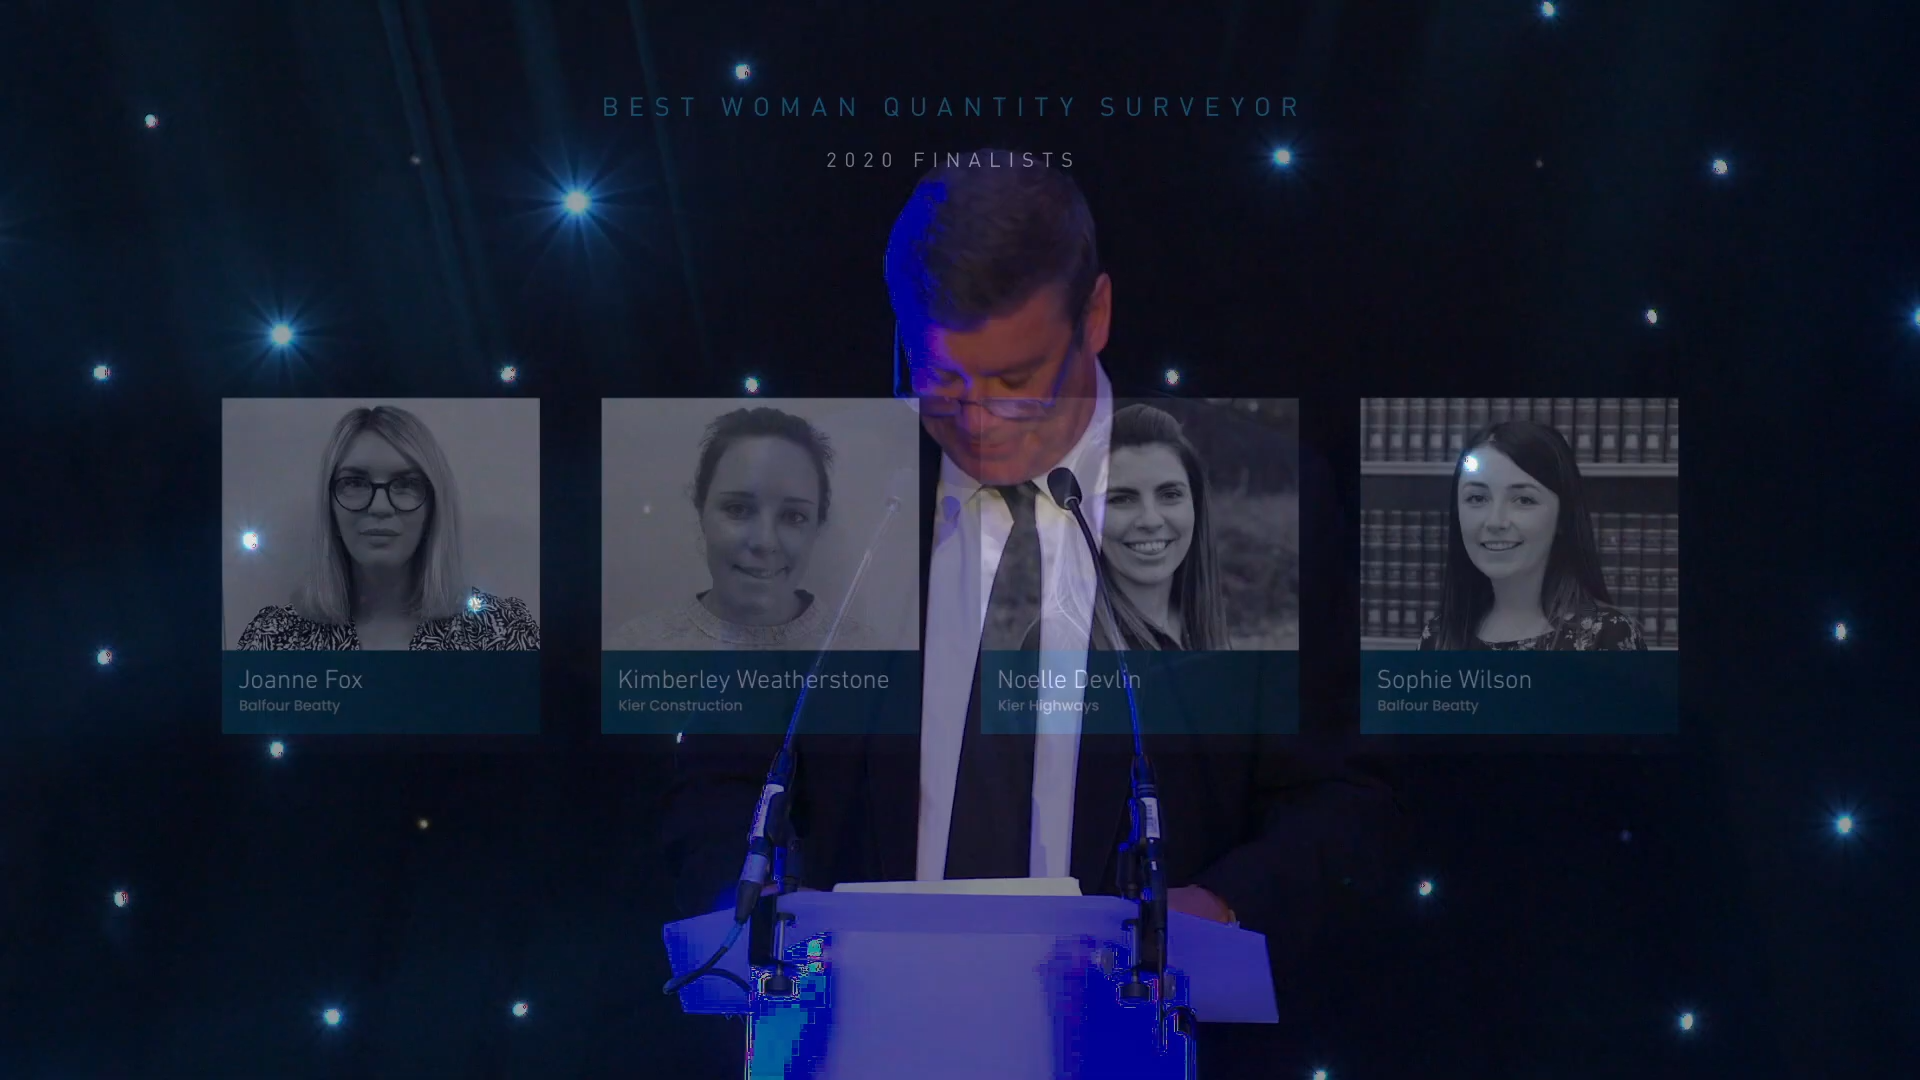 BEST WOMAN QUANTITY SURVEYOR
2020 FINALISTS
Joanne Fox
Balfour Beatty
Kimberley Weatherstone
Kier Construction
Noelle Devlin
Kier Highways
Sophie Wilson
Balfour Beatty